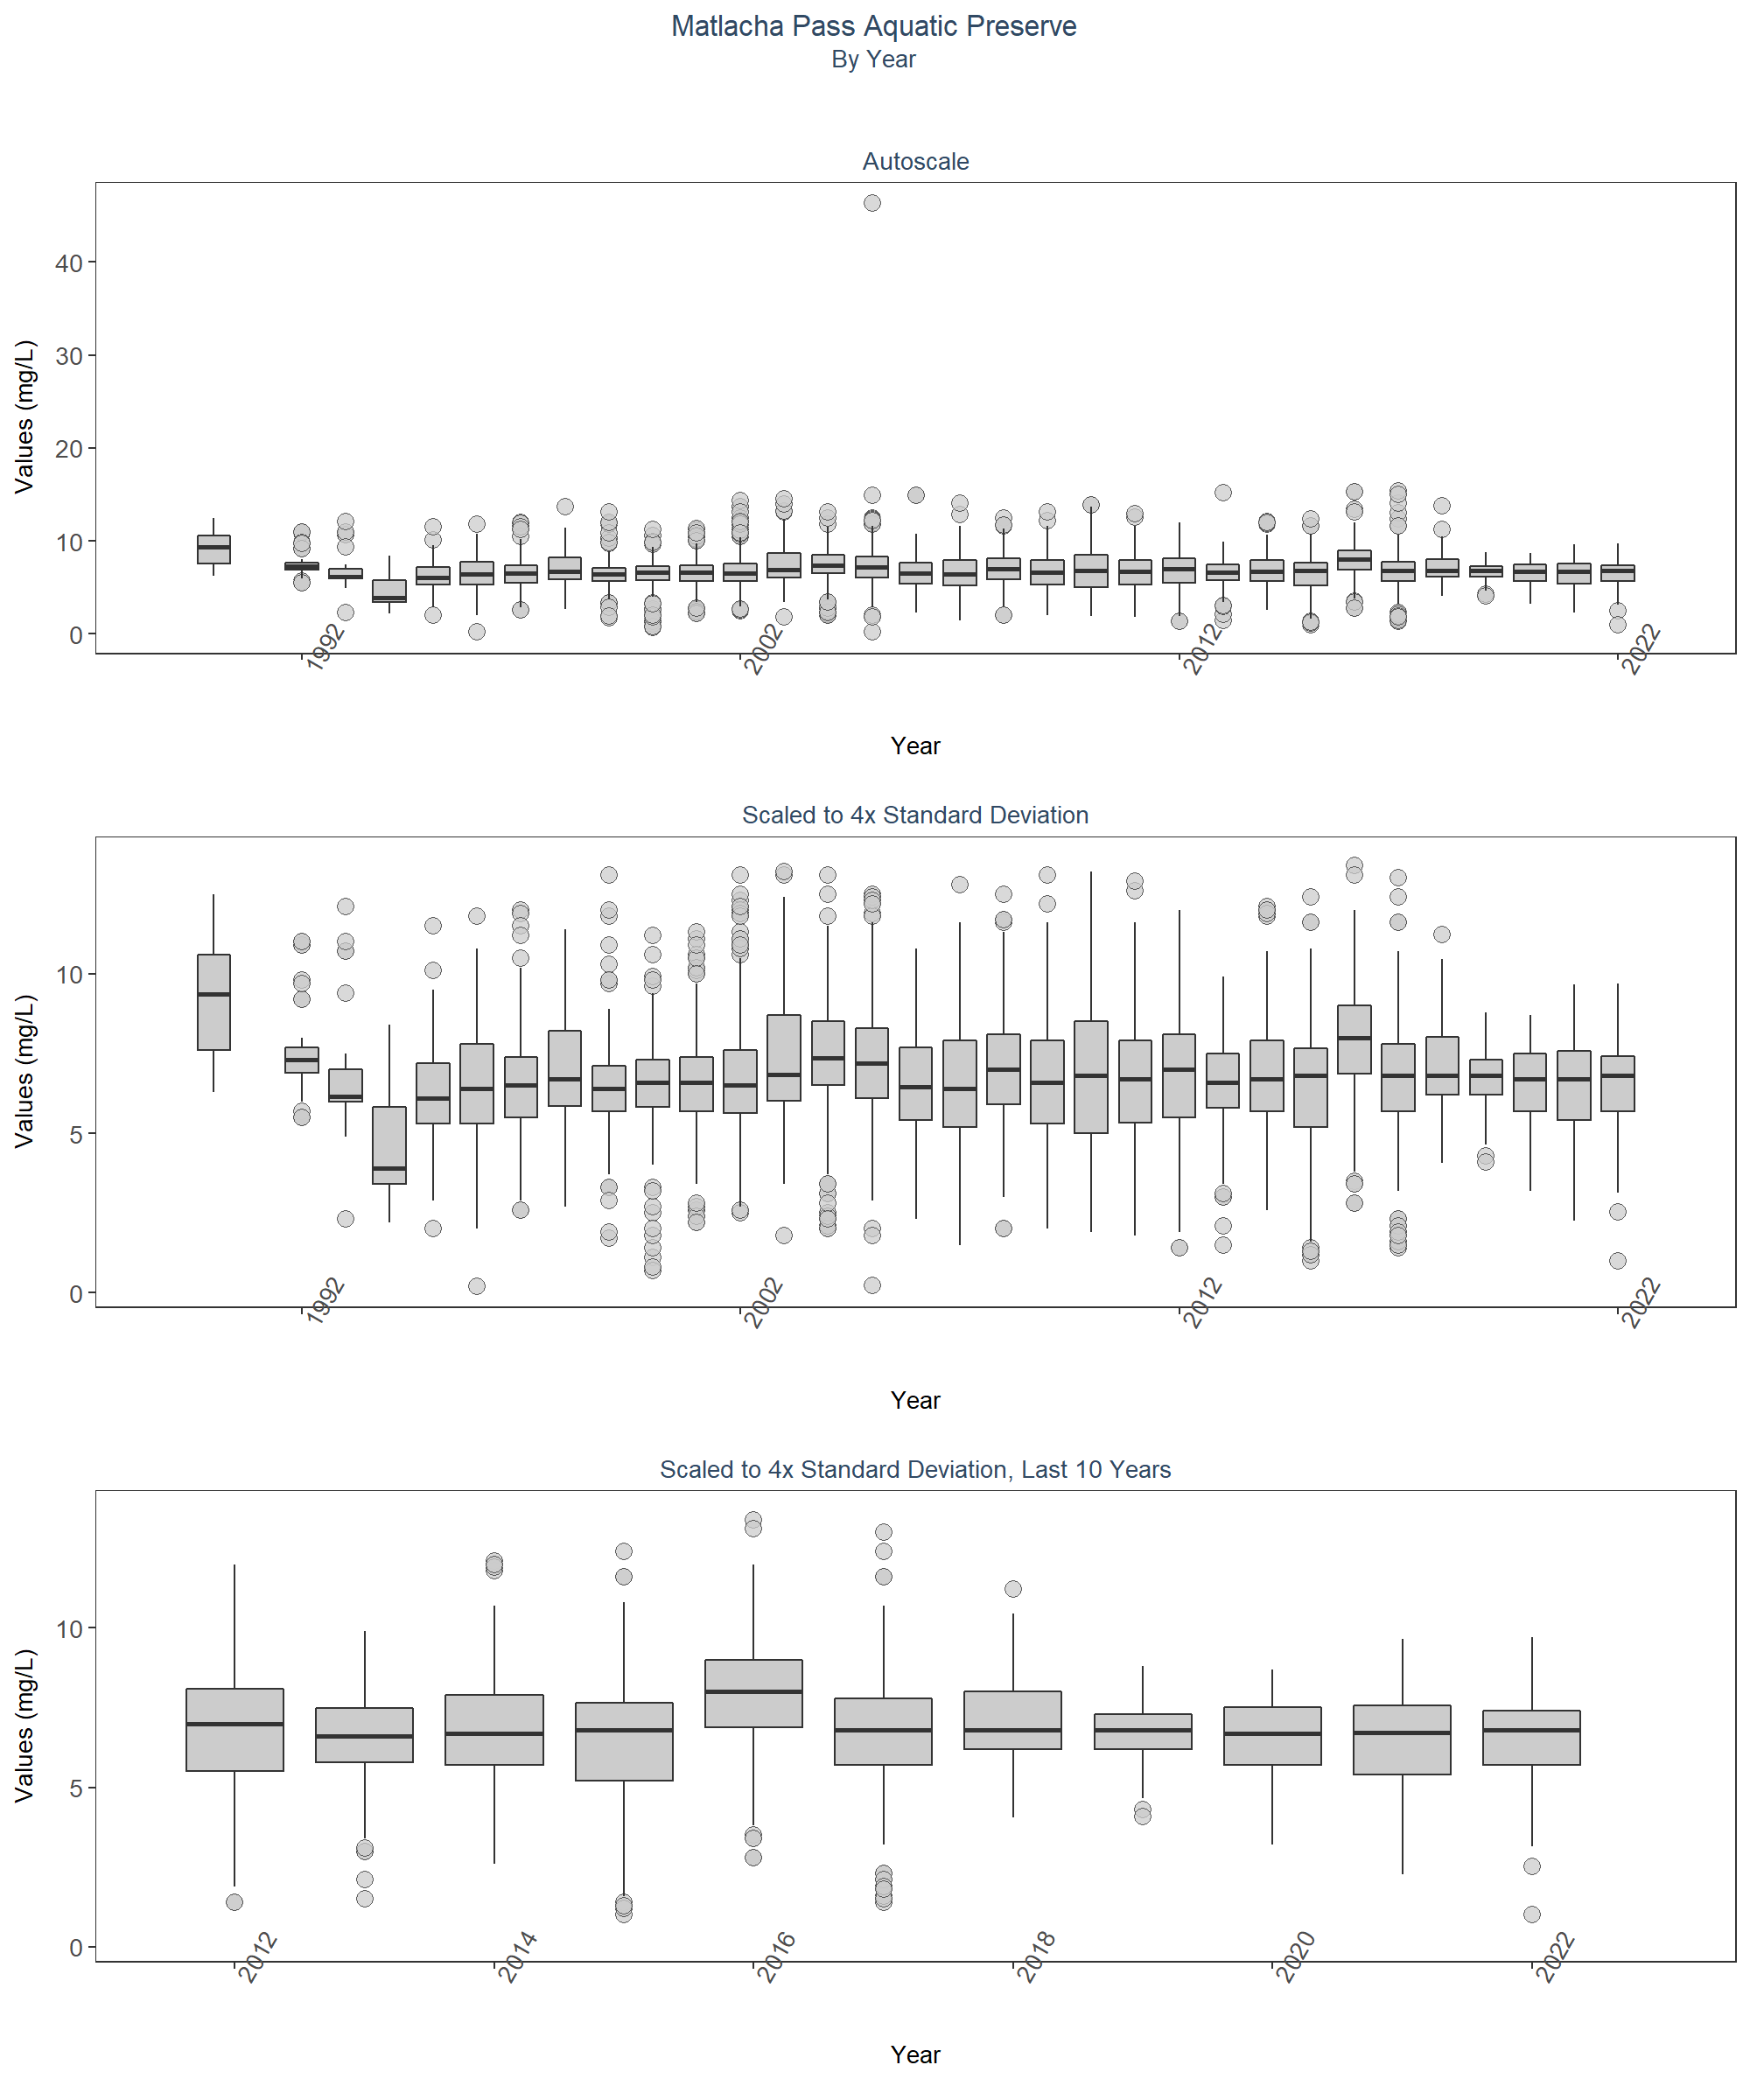 Matlacha Pass Aquatic Preserve
By Year
Autoscale
Values (mg/L)
40
30
20
10
0
1992
2002
2012
2022
Year
Scaled to 4x Standard Deviation
Values (mg/L)
10
5
0
1992
2002
2012
2022
Year
Scaled to 4x Standard Deviation, Last 10 Years
Values (mg/L)
10
5
0
2012
2014
2016
2018
2020
2022
Year